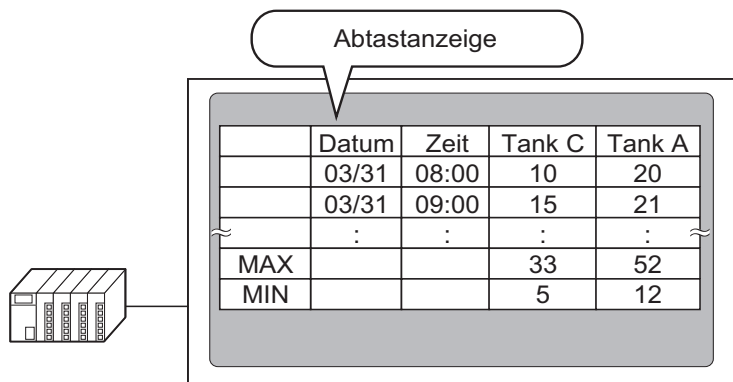 Abtastanzeige
Datum Zeit Tank C Tank A
03/31 08:00 10 20
03/31 09:00 15 21
: : : :
MAX 33 52
MIN 5 12